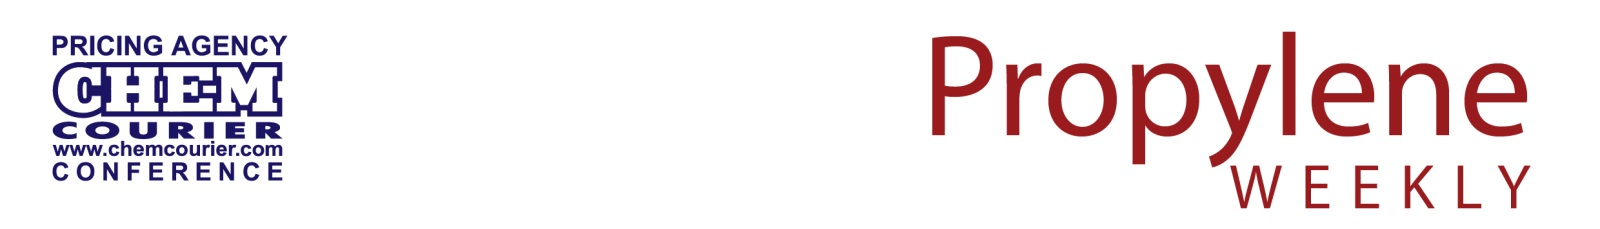 PRICING AGENCY
CHEM
COURIER
www.chemcourier.com
CONFERENCE
Propylene
WEEKLY